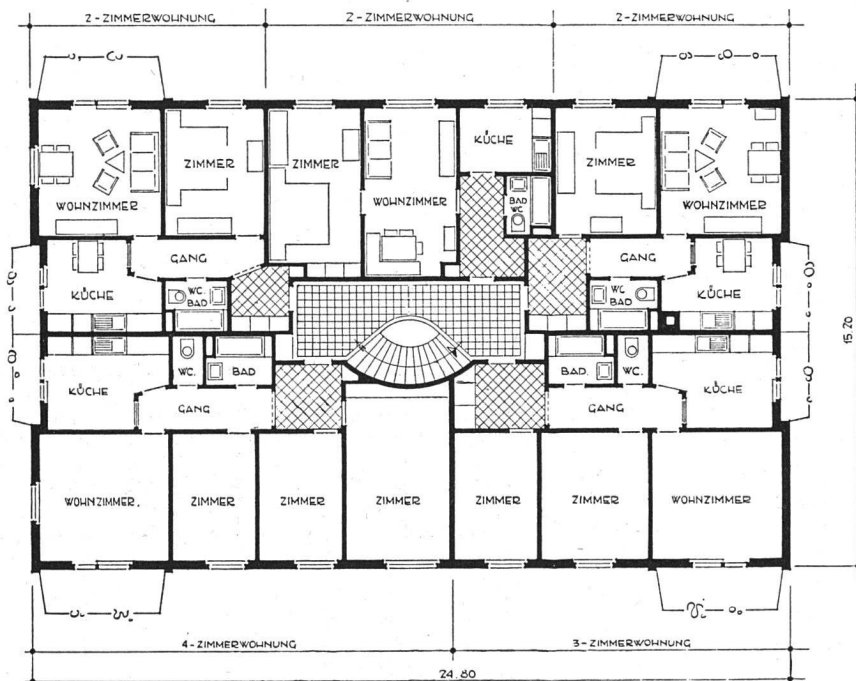 2-ZIMMERWOHNUNG
2-ZIMMERWOHNUNG
2-ZIMMERWOHNUNG
WOHNZIMMER
ZIMMER
ZIMMER
WOHNZIMMER
KÜCHE
BAD
WC
ZIMMER
WOHNZIMMER
GANG
KÜCHE
WC.
BAD
GANG
WC
BAD
KÜCHE
15.20
KÜCHE
WC.
BAD
GANG
BAD
WC.
GANG
KÜCHE
WOHNZIMMER.
ZIMMER
ZIMMER
ZIMMER
ZIMMER
ZIMMER
WOHNZIMMER
4-ZIMMERWOHNUNG
3-ZIMMERWOHNUNG
24.80